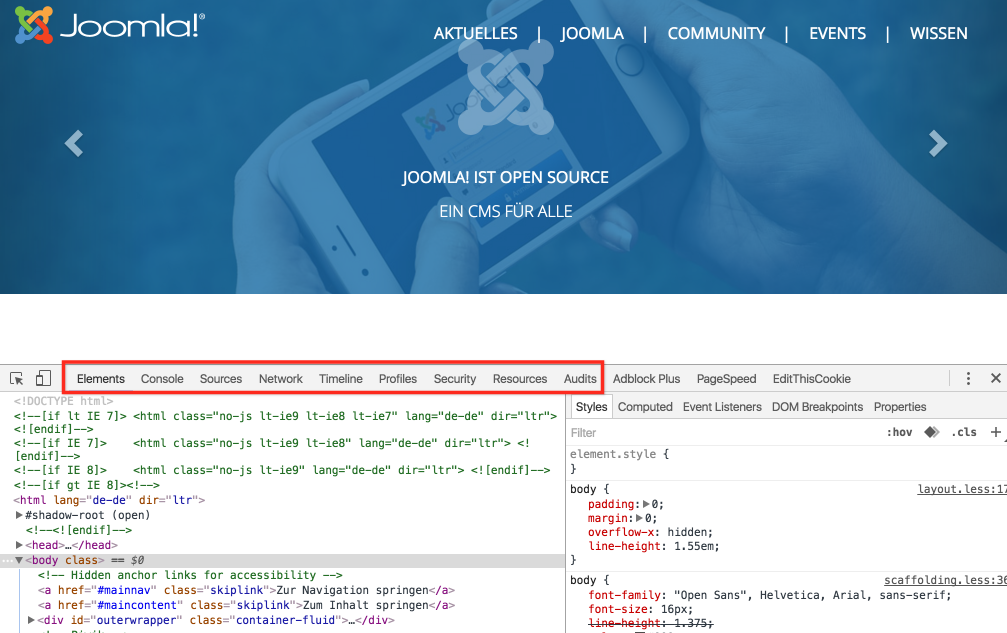 Joomla!®
AKTUELLES | JOOMLA | COMMUNITY | EVENTS | WISSEN
Joomla!
JOOMLA! IST OPEN SOURCE
EIN CMS FÜR ALLE
Elements Console Sources Network Timeline Profiles Security Resources Audits Adblock Plus PageSpeed EditThisCookie
<!DOCTYPE html>
<!--[if lt IE 7]> <html class="no-js lt-ie9 lt-ie8 lt-ie7" lang="de-de" dir="ltr">
<![endif]-->
<!--[if IE 7]> <html class="no-js lt-ie9 lt-ie8" lang="de-de" dir="ltr"> <!
[endif]-->
<!--[if IE 8]> <html class="no-js lt-ie9" lang="de-de" dir="ltr"> <![endif]-->
<!--[if gt IE 8]><!-->
<html lang="de-de" dir="ltr">
▶#shadow-root (open)
<!--<![endif]-->
▶<head>…</head>
…▼<body class> == $0
<!-- Hidden anchor links for accessibility -->
<a href="#mainnav" class="skiplink">Zur Navigation springen</a>
<a href="#maincontent" class="skiplink">Zum Inhalt springen</a>
▶<div id="outerwrapper" class="container-fluid">…</div>
Styles Computed Event Listeners DOM Breakpoints Properties
Filter :hov .cls +
element.style {
}
body { layout.less:17
padding:▶0;
margin:▶0;
overflow-x: hidden;
line-height: 1.55em;
}
body { scaffolding.less:36
font-family: "Open Sans", Helvetica, Arial, sans-serif;
font-size: 16px;
line-height: 1.375;